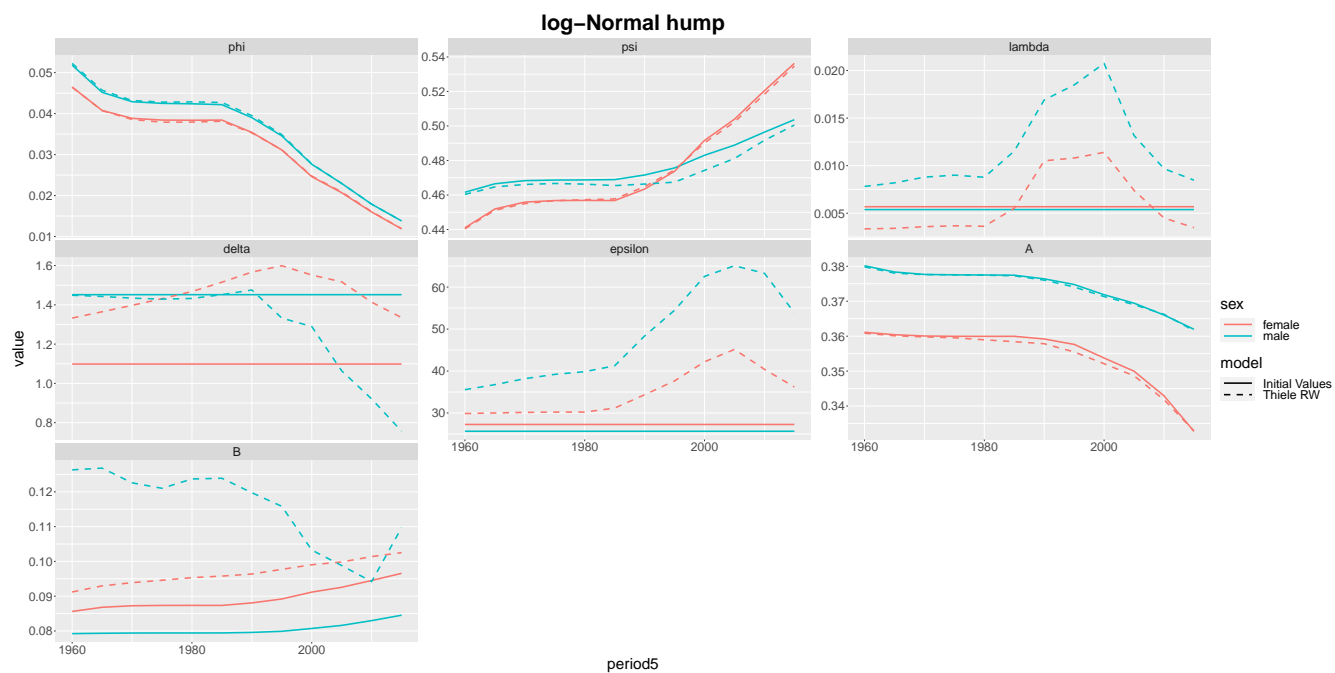 log−Normal hump
phi
psi
lambda
0.05
0.04
0.03
0.02
0.01
0.54
0.52
0.50
0.48
0.46
0.44
0.020
0.015
0.010
0.005
delta
epsilon
A
1.6
1.4
1.2
1.0
0.8
60
50
40
30
1960
1980
2000
0.38
0.37
0.36
0.35
0.34
1960
1980
2000
B
0.12
0.11
0.10
0.09
0.08
1960
1980
2000
value
period5
sex
female
male
model
Initial Values
Thiele RW